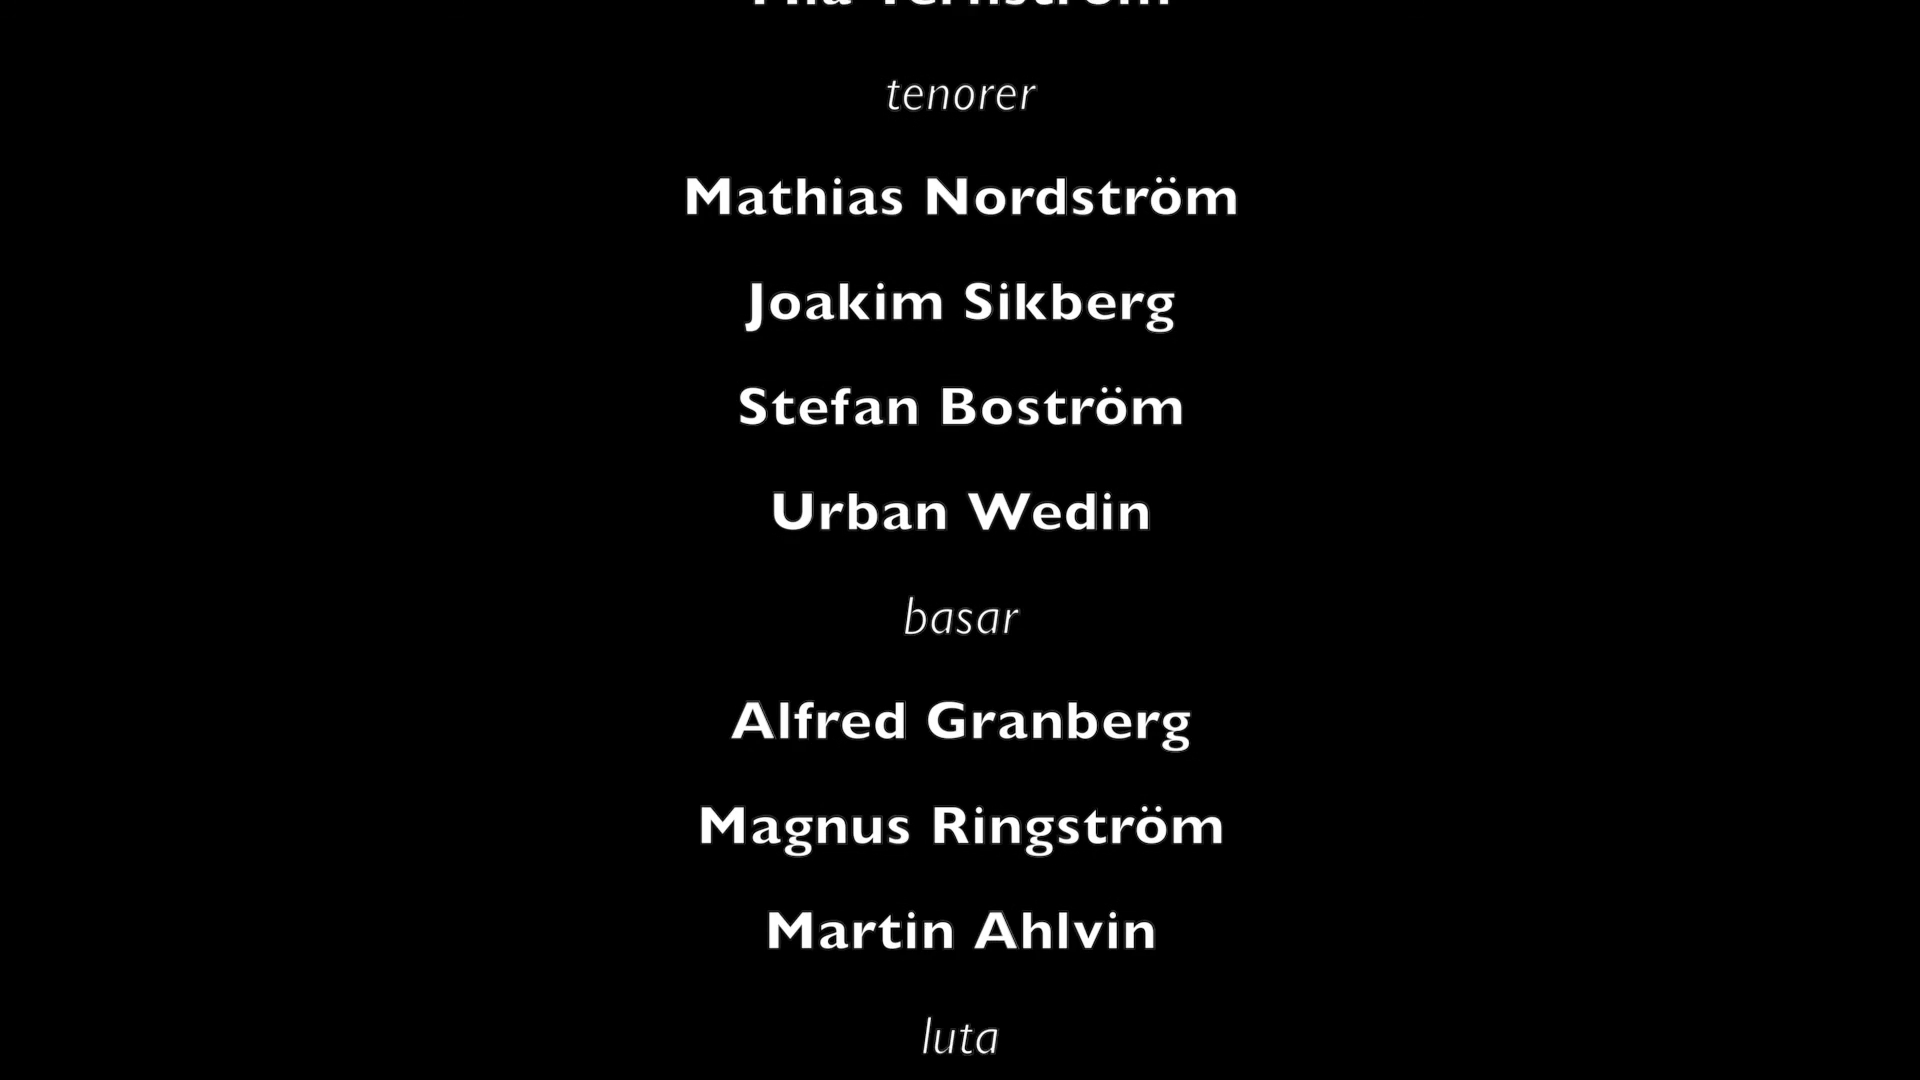 tenorer
Mathias Nordström
Joakim Sikberg
Stefan Boström
Urban Wedin
basar
Alfred Granberg
Magnus Ringström
Martin Ahlvin
luta